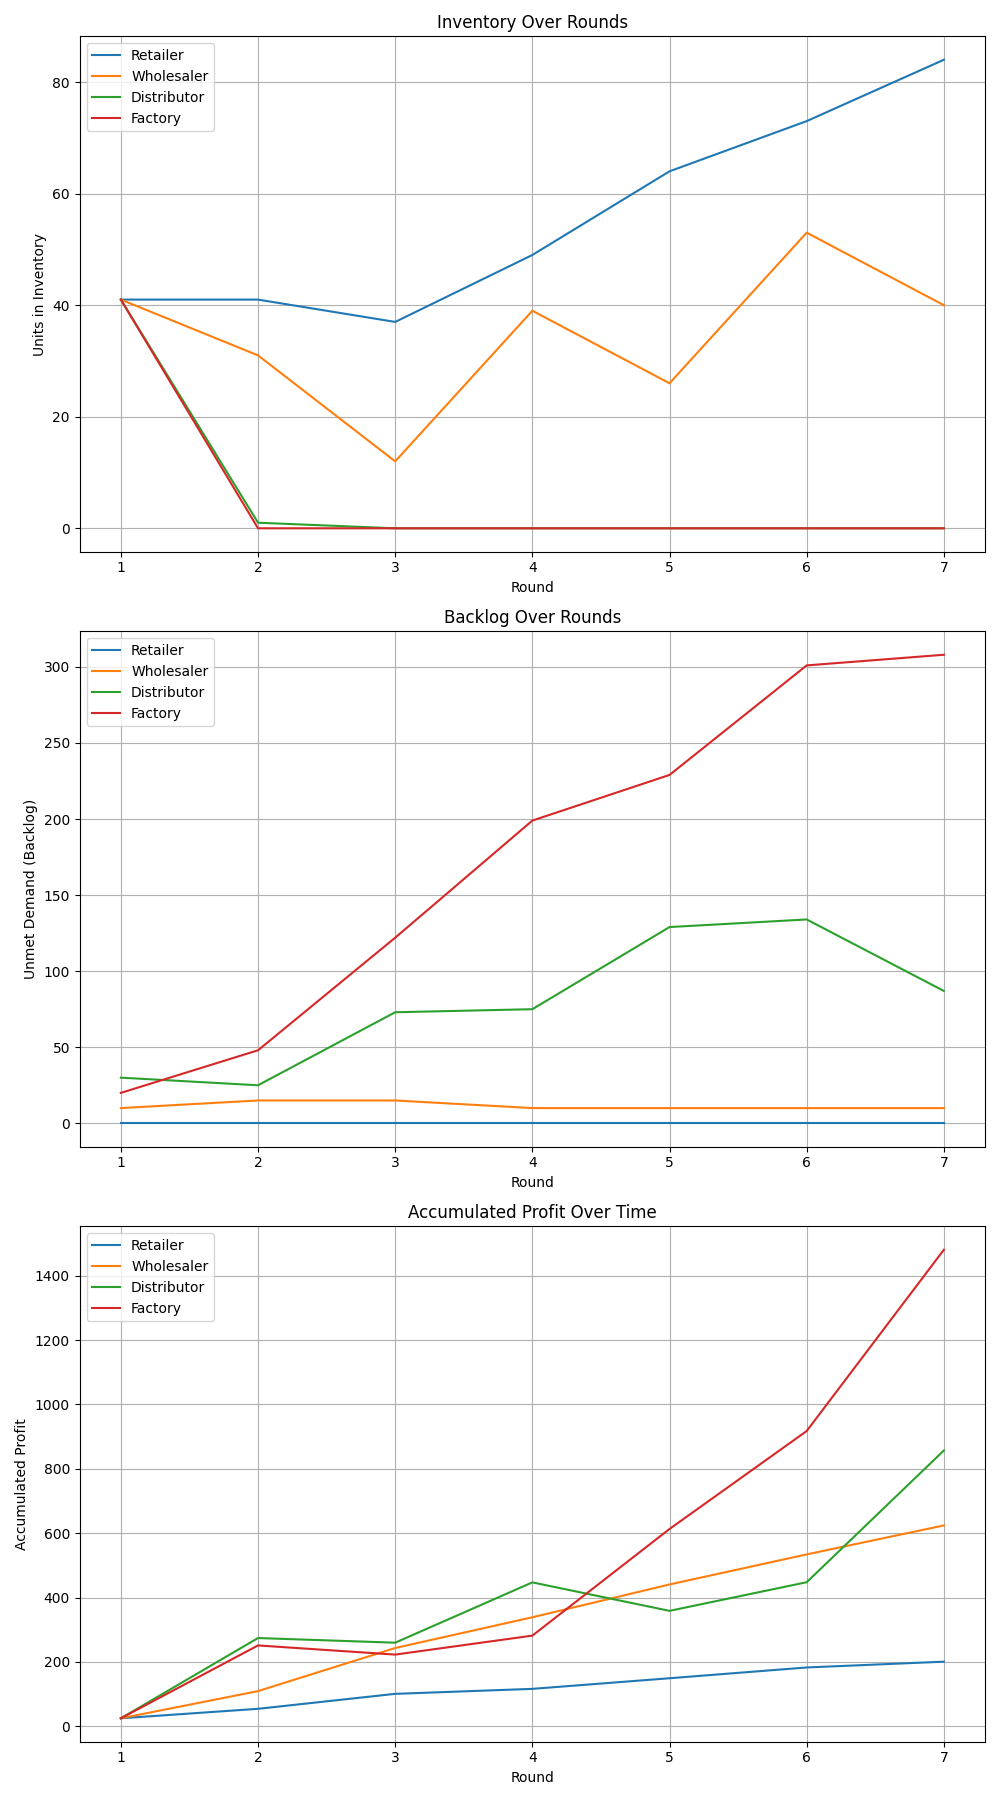 Inventory Over Rounds
Retailer
Wholesaler
Distributor
Factory
Units in Inventory
80
60
40
20
0
1 2 3 4 5 6 7
Round
Backlog Over Rounds
Retailer
Wholesaler
Distributor
Factory
Unmet Demand (Backlog)
300
250
200
150
100
50
0
1 2 3 4 5 6 7
Round
Accumulated Profit Over Time
Retailer
Wholesaler
Distributor
Factory
Accumulated Profit
1400
1200
1000
800
600
400
200
0
1 2 3 4 5 6 7
Round